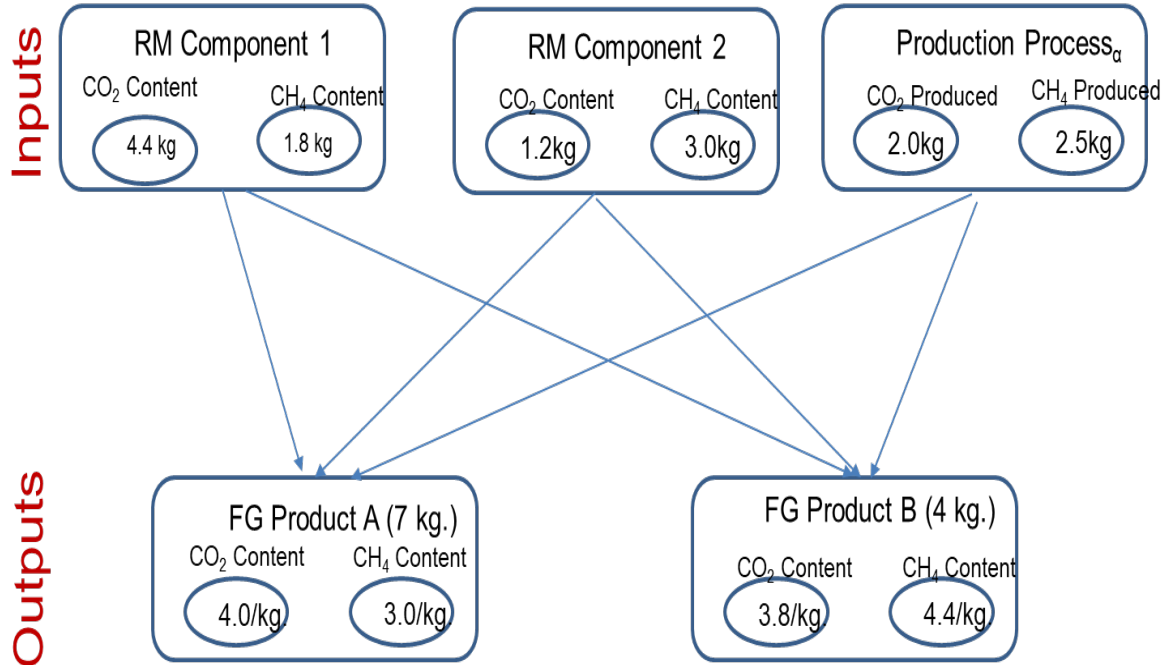 Inputs
RM Component 1
CO₂ Content
CH₄ Content
4.4 kg
1.8 kg
RM Component 2
CO₂ Content
CH₄ Content
1.2kg
3.0kg
Production Processα
CO₂ Produced
CH₄ Produced
2.0kg
2.5kg
Outputs
FG Product A (7 kg.)
CO₂ Content
CH₄ Content
4.0/kg.
3.0/kg.
FG Product B (4 kg.)
CO₂ Content
CH₄ Content
3.8/kg.
4.4/kg.